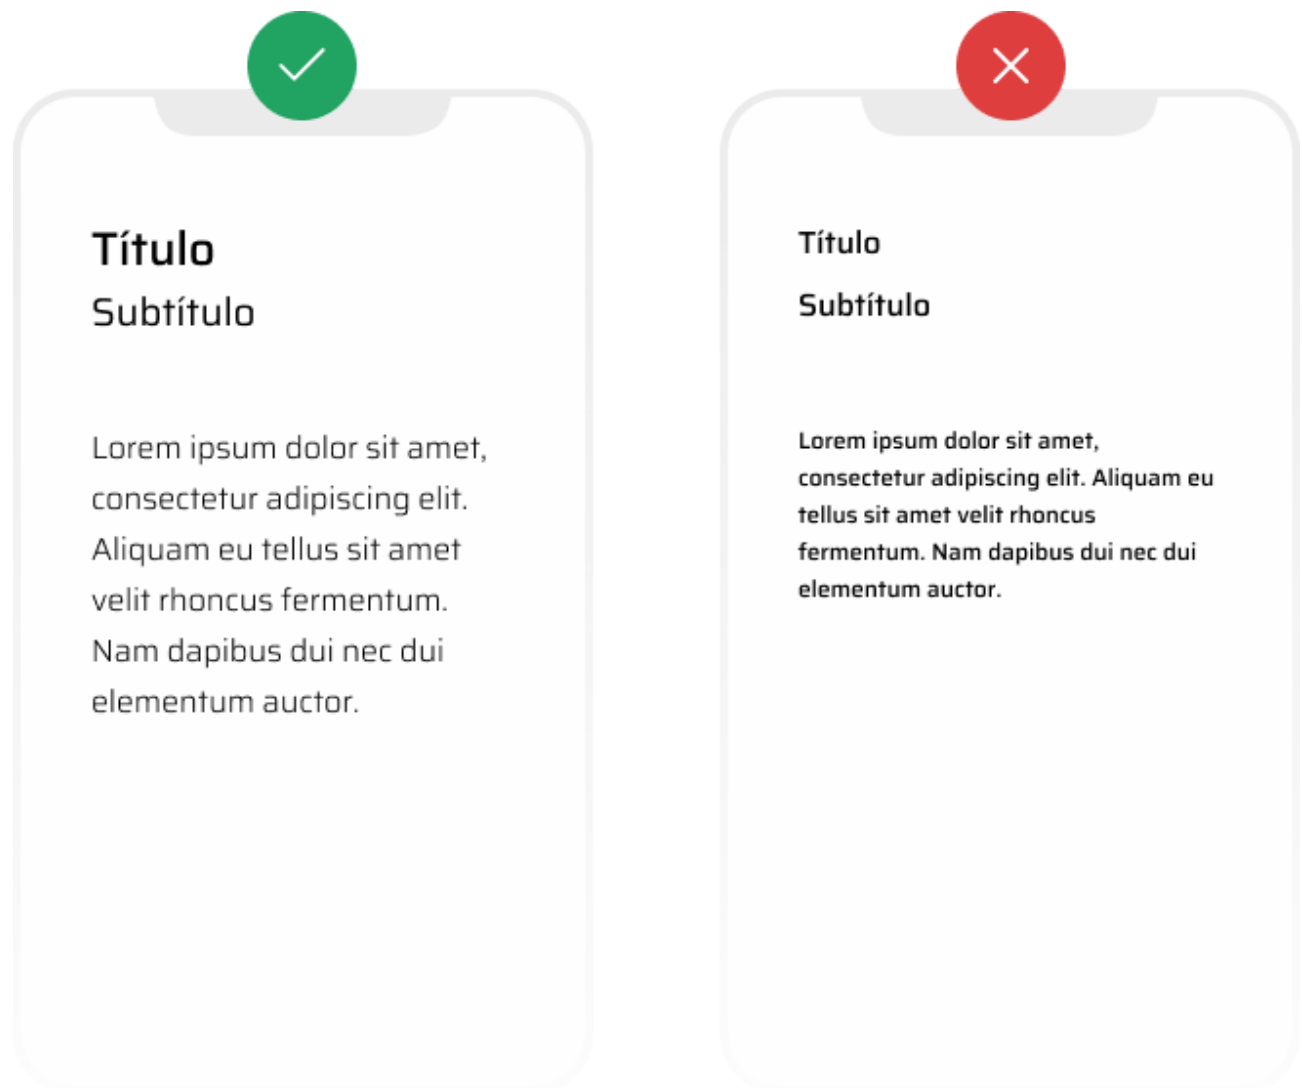 Título
Subtítulo
Lorem ipsum dolor sit amet,
consectetur adipiscing elit.
Aliquam eu tellus sit amet
velit rhoncus fermentum.
Nam dapibus dui nec dui
elementum auctor.
Título
Subtítulo
Lorem ipsum dolor sit amet,
consectetur adipiscing elit. Aliquam eu
tellus sit amet velit rhoncus
fermentum. Nam dapibus dui nec dui
elementum auctor.